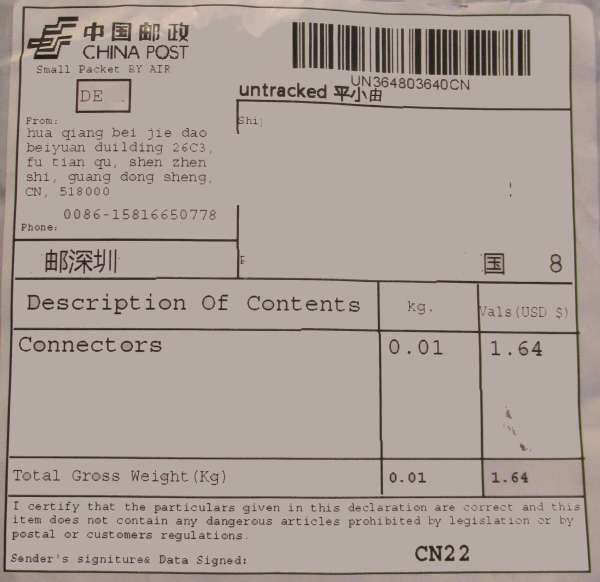 中国邮政
CHINA POST
Small Packet BY AIR
UN364803640CN
DE
untracked 平小由
From:
hua qiang bei jie dao
beiyuan duilding 26C3,
fu tian qu, shen zhen
shi, guang dong sheng,
CN, 518000
0086-15816650778
Phone:
邮深圳
国 8
Description Of Contents kg. Vals(USD $)
Connectors 0.01 1.64
Total Gross Weight(Kg) 0.01 1.64
I certify that the particulars given in this declaration are correct and this
item does not contain any dangerous articles prohibited by legislation or by
postal or customers regulations.
Sender's signiture& Data Signed: CN22